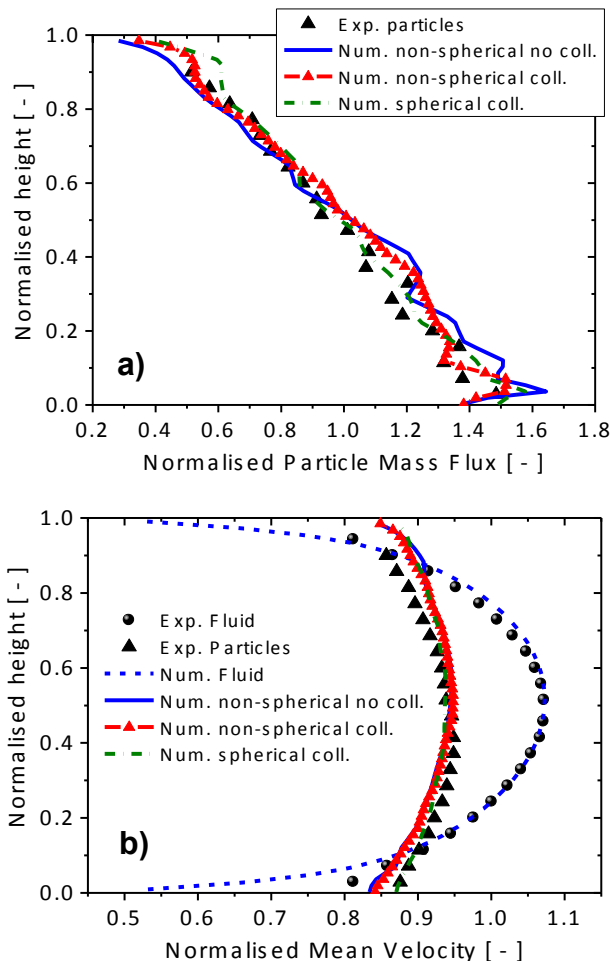 Exp. particles
Num. non-spherical no coll.
Num. non-spherical coll.
Num. spherical coll.
Normalised height [ - ]
1.0
0.8
0.6
0.4
0.2
0.0
a)
0.2 0.4 0.6 0.8 1.0 1.2 1.4 1.6 1.8
Normalised Particle Mass Flux [ - ]
Normalised height [ - ]
1.0
0.8
0.6
0.4
0.2
0.0
Exp. Fluid
Exp. Particles
Num. Fluid
Num. non-spherical no coll.
Num. non-spherical coll.
Num. spherical coll.
b)
0.5 0.6 0.7 0.8 0.9 1.0 1.1
Normalised Mean Velocity [ - ]